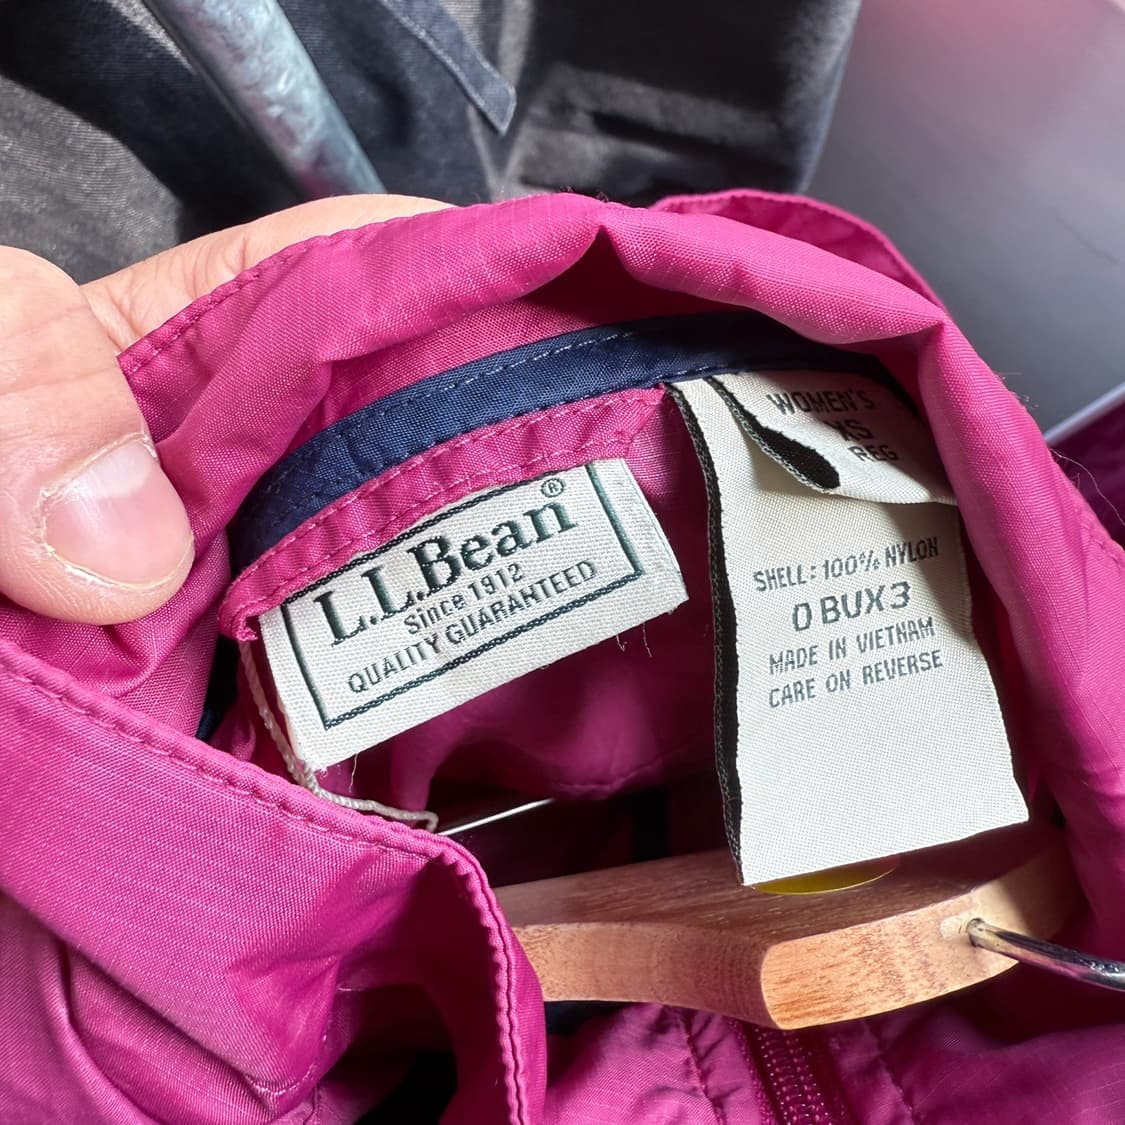 L.L.Bean®
Since 1912
QUALITY GUARANTEED
WOMEN'S
XS
REG
SHELL: 100% NYLON
0 BUX3
MADE IN VIETNAM
CARE ON REVERSE